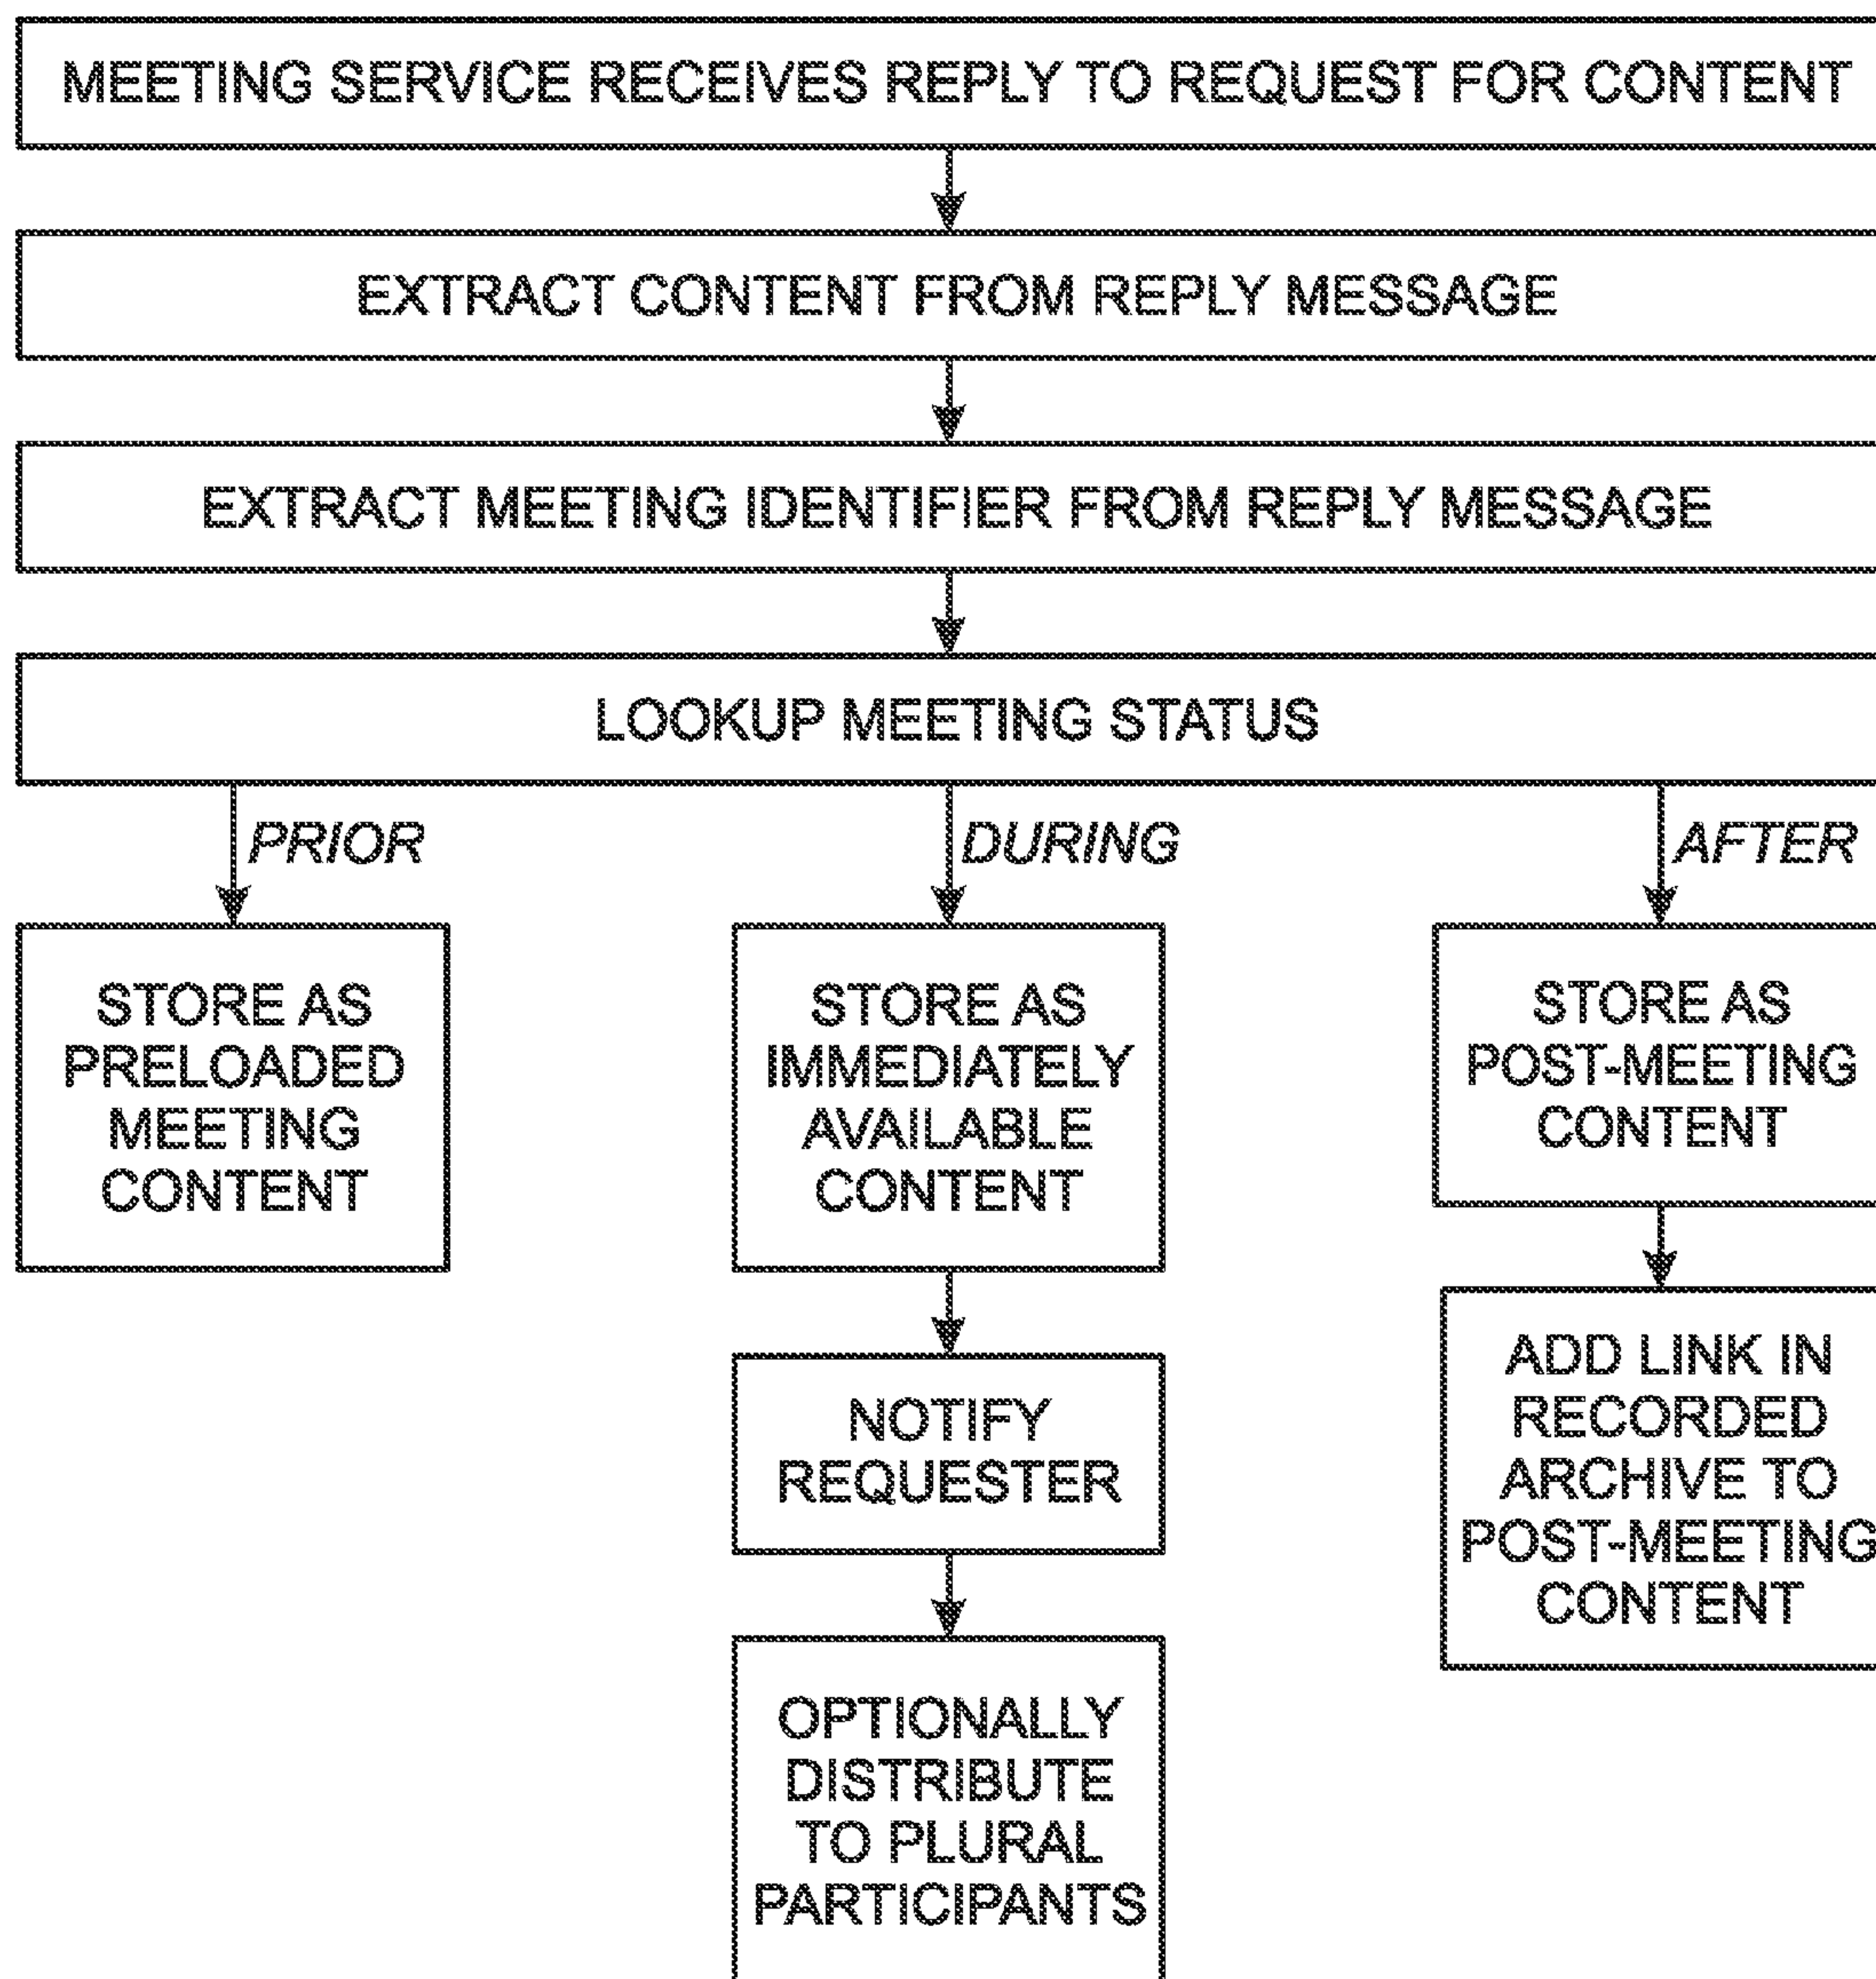 MEETING SERVICE RECEIVES REPLY TO REQUEST FOR CONTENT
EXTRACT CONTENT FROM REPLY MESSAGE
EXTRACT MEETING IDENTIFIER FROM REPLY MESSAGE
LOOKUP MEETING STATUS
PRIOR
DURING
AFTER
STORE AS
PRELOADED
MEETING
CONTENT
STORE AS
IMMEDIATELY
AVAILABLE
CONTENT
STORE AS
POST-MEETING
CONTENT
NOTIFY
REQUESTER
ADD LINK IN
RECORDED
ARCHIVE TO
POST-MEETING
CONTENT
OPTIONALLY
DISTRIBUTE
TO PLURAL
PARTICIPANTS